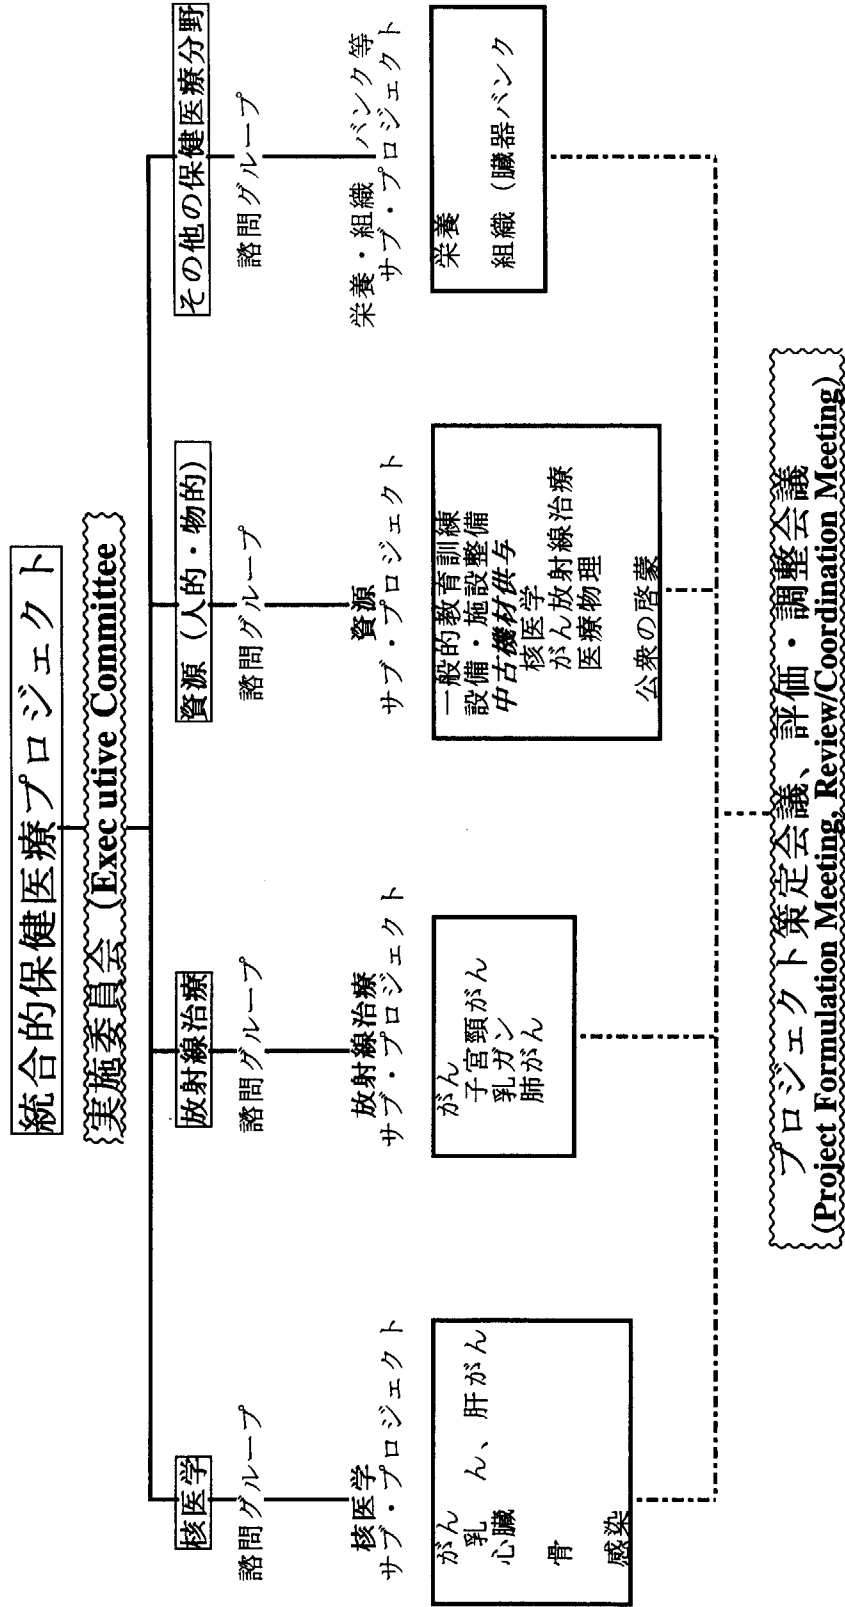 統合的保健医療プロジェクト
実施委員会 (Exec utive Committee
核医学
諮問グループ
核医学
サブ・プロジェクト
がん
乳　ん、肝がん
心臓
骨
感染
放射線治療
諮問グループ
放射線治療
サブ・プロジェクト
がん
子宮頸がん
乳ガン
肺がん
資源 (人的・物的)
諮問グループ
資源
サブ・プロジェクト
一般的教育訓練
設備・施設整備
中古機材供与
核医学
がん放射線治療
医療物理
公衆の啓蒙
その他の保健医療分野
諮問グループ
栄養・組織　バンク等
サブ・プロジェクト
栄養
組織 (臓器バンク
プロジェクト策定会議、評価・調整会議
(Project Formulation Meeting, Review/Coordination Meeting)